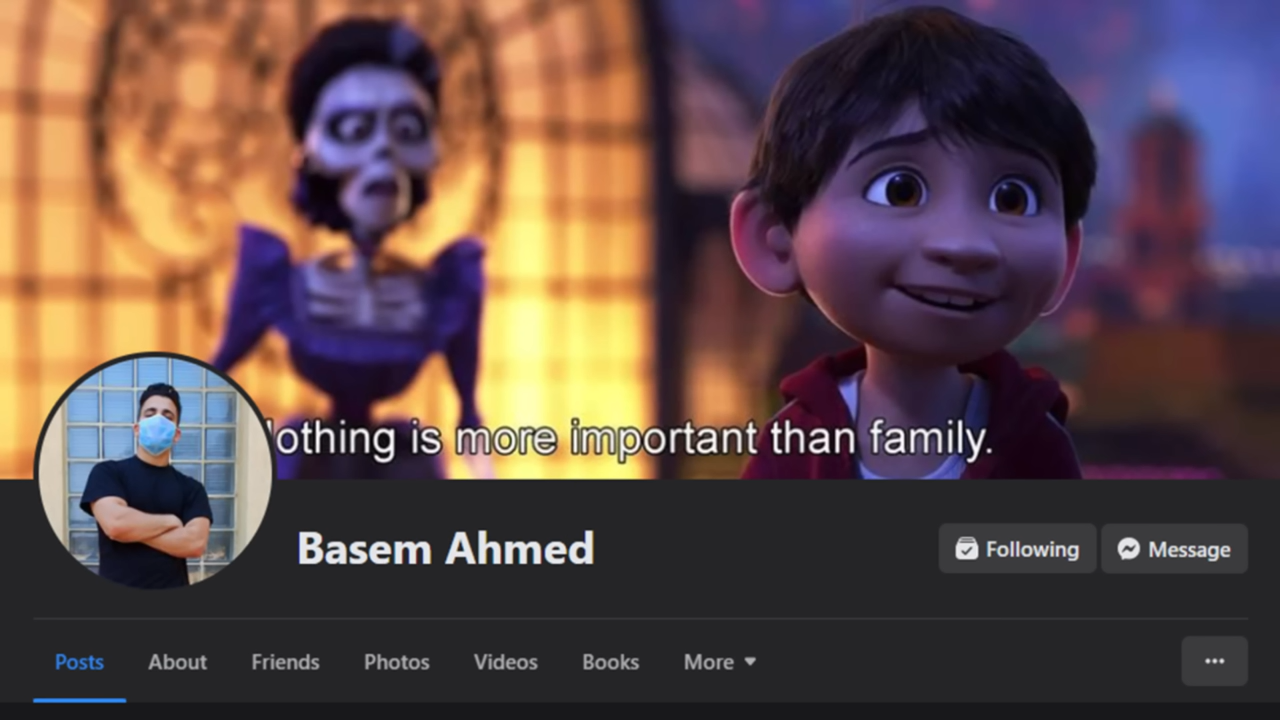 othing is more important than family.
Basem Ahmed
Following
Message
Posts
About
Friends
Photos
Videos
Books
More